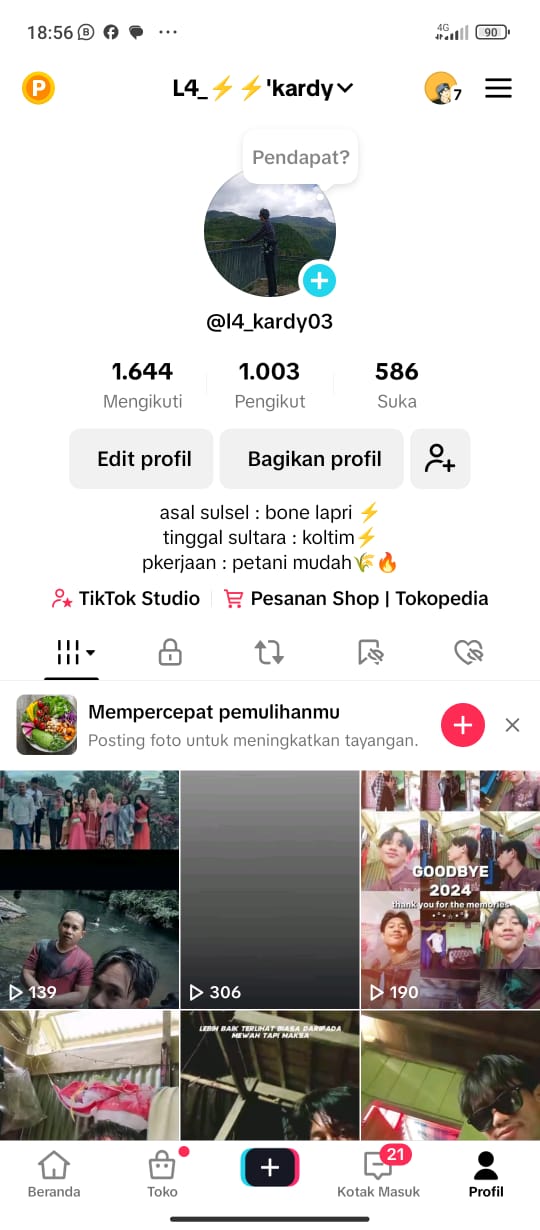 18:56
4G
90
P
L4_⚡⚡'kardy
7
Pendapat?
@l4_kardy03
1.644 1.003 586
Mengikuti Pengikut Suka
Edit profil Bagikan profil
asal sulsel : bone lapri ⚡
tinggal sultara : koltim⚡
pkerjaan : petani mudah🌾🔥
TikTok Studio Pesanan Shop | Tokopedia
Mempercepat pemulihanmu
Posting foto untuk meningkatkan tayangan.
GOODBYE
2024
thank you for the memories
139 306 190
LEBIH BAIK TERLIHAT BIASA DARIPADA
MEWAH TAPI MAKSA
21
Beranda Toko Kotak Masuk Profil